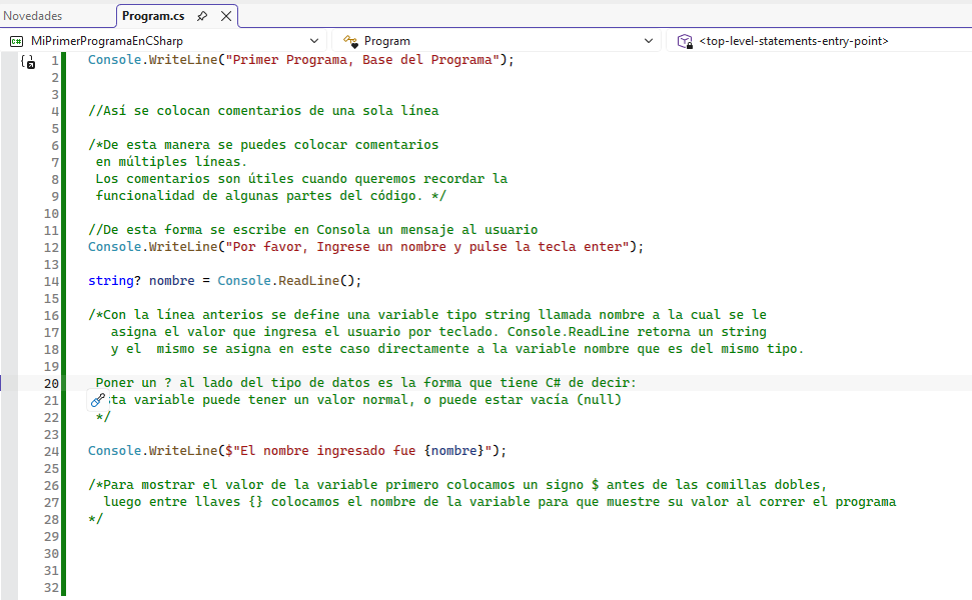 Novedades
Program.cs
MiPrimerProgramaEnCSharp
Program
<top-level-statements-entry-point>
1 Console.WriteLine("Primer Programa, Base del Programa");
2
3
4 //Así se colocan comentarios de una sola línea
5
6 /*De esta manera se puedes colocar comentarios
7 en múltiples líneas.
8 Los comentarios son útiles cuando queremos recordar la
9 funcionalidad de algunas partes del código. */
10
11 //De esta forma se escribe en Consola un mensaje al usuario
12 Console.WriteLine("Por favor, Ingrese un nombre y pulse la tecla enter");
13
14 string? nombre = Console.ReadLine();
15
16 /*Con la línea anterios se define una variable tipo string llamada nombre a la cual se le
17 asigna el valor que ingresa el usuario por teclado. Console.ReadLine retorna un string
18 y el  mismo se asigna en este caso directamente a la variable nombre que es del mismo tipo.
19
20 Poner un ? al lado del tipo de datos es la forma que tiene C# de decir:
21 ta variable puede tener un valor normal, o puede estar vacía (null)
22 */
23
24 Console.WriteLine($"El nombre ingresado fue {nombre}");
25
26 /*Para mostrar el valor de la variable primero colocamos un signo $ antes de las comillas dobles,
27 luego entre llaves {} colocamos el nombre de la variable para que muestre su valor al correr el programa
28 */
29
30
31
32